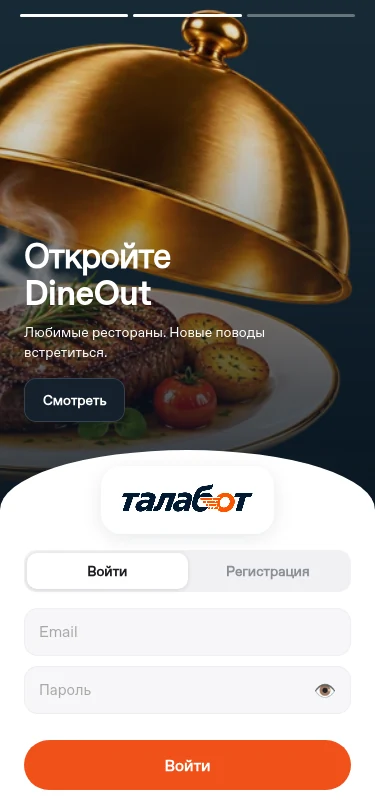 Откройте
DineOut
Любимые рестораны. Новые поводы
встретиться.
Смотреть
талабот
Войти
Регистрация
Email
Пароль
Войти